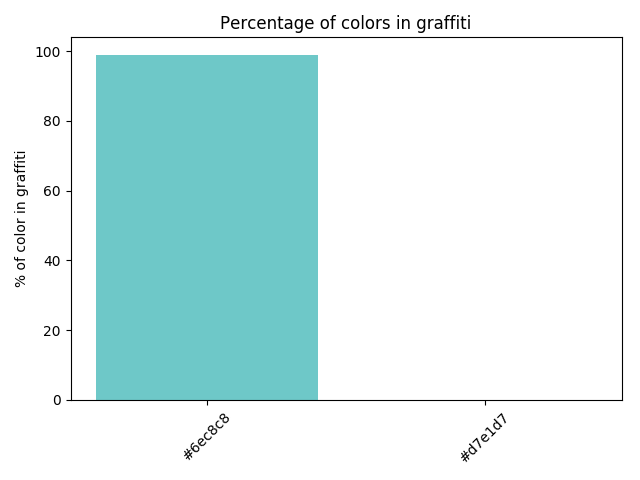 Percentage of colors in graffiti
% of color in graffiti
100
80
60
40
20
0
#6ec8c8
#d7e1d7